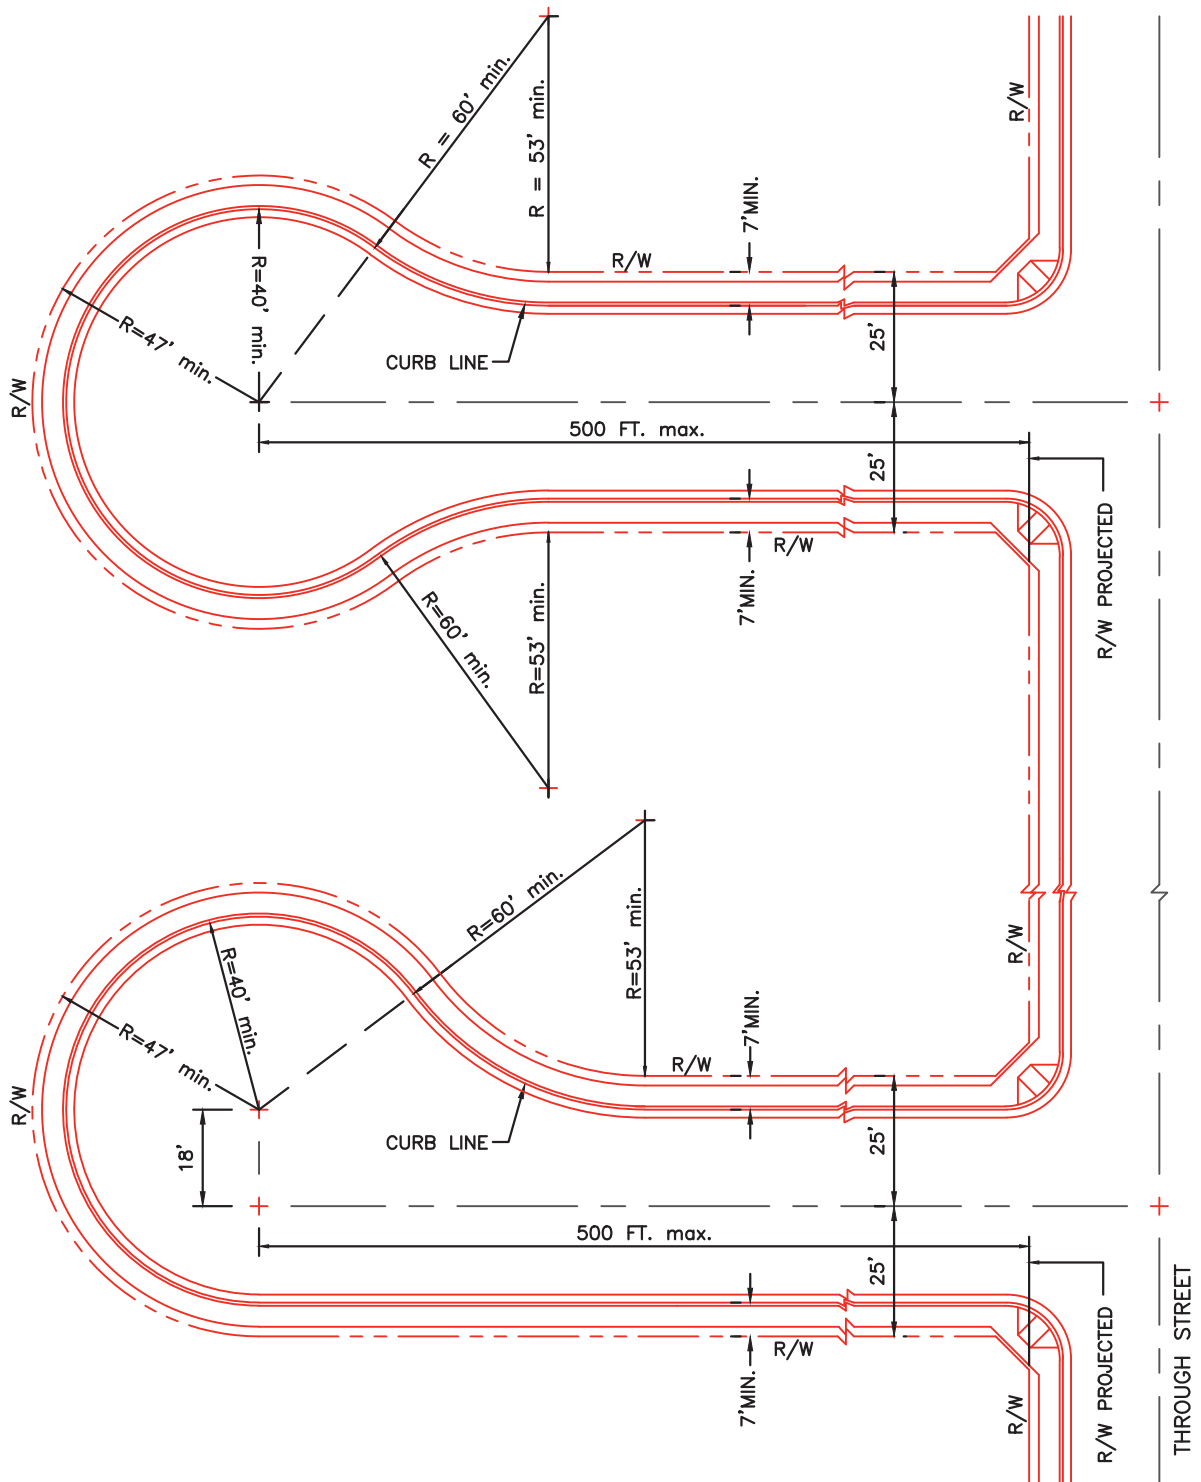 R = 60' min.
R = 53' min.
R/W
7'MIN.
R/W
R=40' min.
R=47' min.
R/W
CURB LINE
25'
500 FT. max.
25'
R/W
7'MIN.
R/W PROJECTED
R=60' min.
R=53' min.
R=60' min.
R=53' min.
R/W
R=40' min.
R=47' min.
R/W
7'MIN.
R/W
CURB LINE
25'
18'
500 FT. max.
25'
R/W
7'MIN.
R/W
R/W PROJECTED
THROUGH STREET